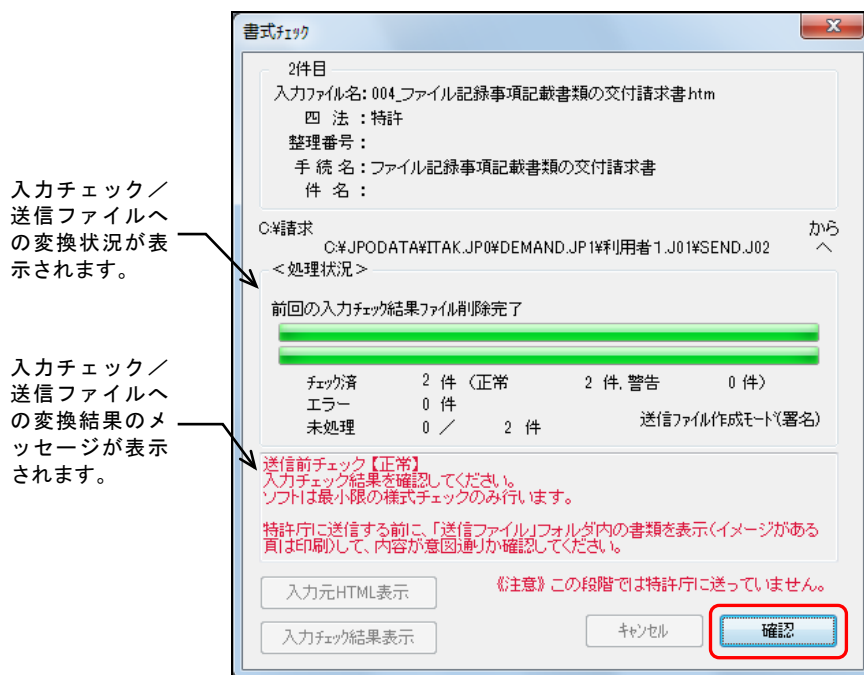 書式ﾁｪｯｸ
2件目
入力ﾌｧｲﾙ名：004_ファイル記録事項記載書類の交付請求書.htm
四 法：特許
整理番号：
手 続 名：ファイル記録事項記載書類の交付請求書
件 名：
C:¥請求 から
C:¥JPODATA¥ITAK.JP0¥DEMAND.JP1¥利用者1.J01¥SEND.J02 へ
＜処理状況＞
前回の入力ﾁｪｯｸ結果ﾌｧｲﾙ削除完了
ﾁｪｯｸ済 2 件 （正常 2 件, 警告 0 件）
エラー 0 件
未処理 0 ／ 2 件 送信ﾌｧｲﾙ作成ﾓｰﾄﾞ(署名)
送信前チェック【正常】
入力チェック結果を確認してください。
ソフトは最小限の様式チェックのみ行います。
特許庁に送信する前に、「送信ファイル」フォルダ内の書類を表示（イメージがある
頁は印刷）して、内容が意図通りか確認してください。
入力元HTML表示
《注意》この段階では特許庁に送っていません。
入力ﾁｪｯｸ結果表示
ｷｬﾝｾﾙ
確認
入力チェック／
送信ファイルへ
の変換状況が表
示されます。
入力チェック／
送信ファイルへ
の変換結果のメ
ッセージが表示
されます。